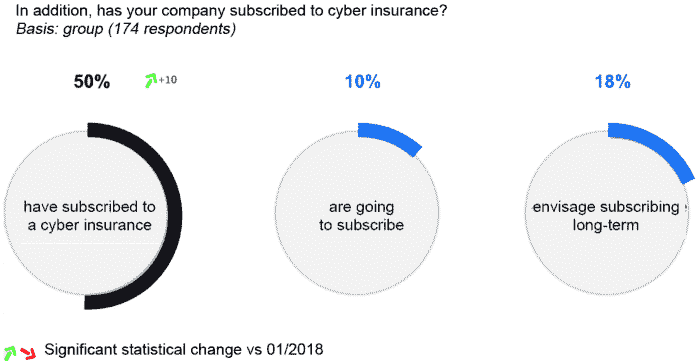 In addition, has your company subscribed to cyber insurance?
Basis: group (174 respondents)
50%
+10
10%
18%
have subscribed to
a cyber insurance
are going
to subscribe
envisage subscribing
long-term
Significant statistical change vs 01/2018